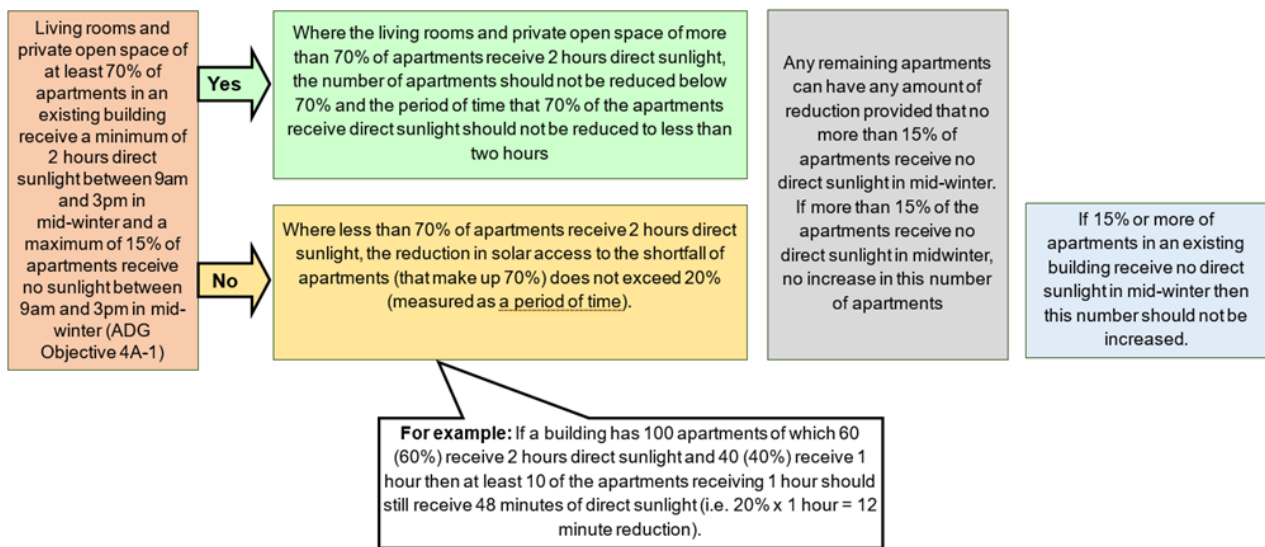 Living rooms and
private open space of
at least 70% of
apartments in an
existing building
receive a minimum of
2 hours direct
sunlight between 9am
and 3pm in
mid-winter and a
maximum of 15% of
apartments receive
no sunlight between
9am and 3pm in mid-
winter (ADG
Objective 4A-1)
Yes
Where the living rooms and private open space of more
than 70% of apartments receive 2 hours direct sunlight,
the number of apartments should not be reduced below
70% and the period of time that 70% of the apartments
receive direct sunlight should not be reduced to less than
two hours
No
Where less than 70% of apartments receive 2 hours direct
sunlight, the reduction in solar access to the shortfall of
apartments (that make up 70%) does not exceed 20%
(measured as a period of time).
Any remaining apartments
can have any amount of
reduction provided that no
more than 15% of
apartments receive no
direct sunlight in mid-winter.
If more than 15% of the
apartments receive no
direct sunlight in midwinter,
no increase in this number
of apartments
If 15% or more of
apartments in an existing
building receive no direct
sunlight in mid-winter then
this number should not be
increased.
For example: If a building has 100 apartments of which 60
(60%) receive 2 hours direct sunlight and 40 (40%) receive 1
hour then at least 10 of the apartments receiving 1 hour should
still receive 48 minutes of direct sunlight (i.e. 20% x 1 hour = 12
minute reduction).